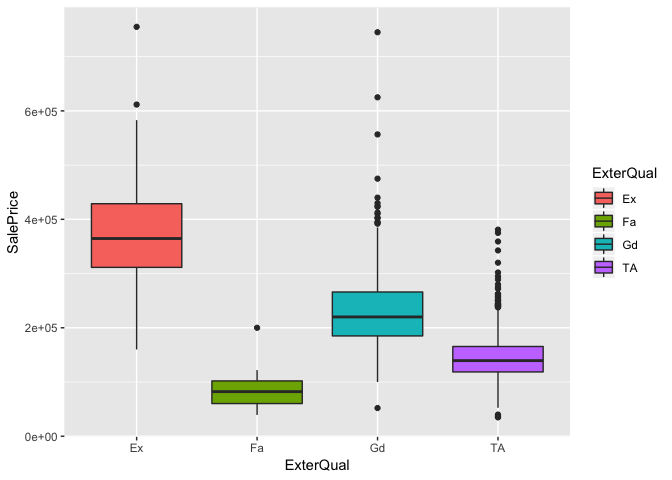 SalePrice
6e+05
4e+05
2e+05
0e+00
Ex
Fa
Gd
TA
ExterQual
ExterQual
Ex
Fa
Gd
TA